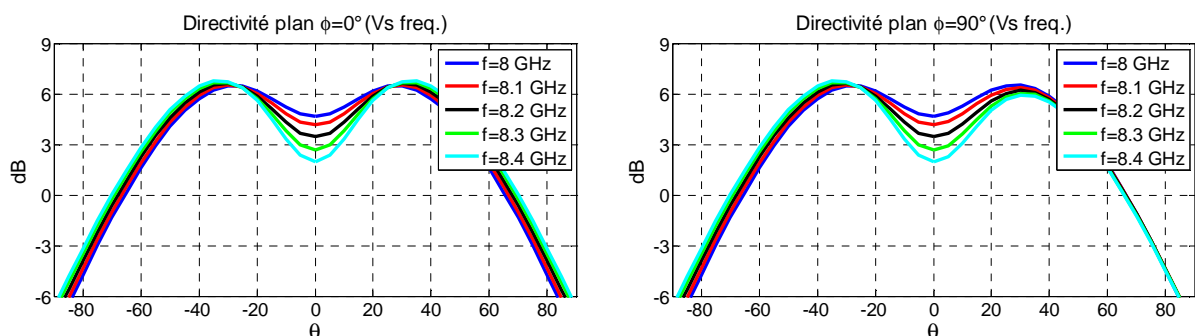 Directivité plan ϕ=0° (Vs freq.)
9
6
3
0
-3
-6
dB
-80 -60 -40 -20 0 20 40 60 80
θ
f=8 GHz
f=8.1 GHz
f=8.2 GHz
f=8.3 GHz
f=8.4 GHz
Directivité plan ϕ=90° (Vs freq.)
9
6
3
0
-3
-6
dB
-80 -60 -40 -20 0 20 40 60 80
θ
f=8 GHz
f=8.1 GHz
f=8.2 GHz
f=8.3 GHz
f=8.4 GHz